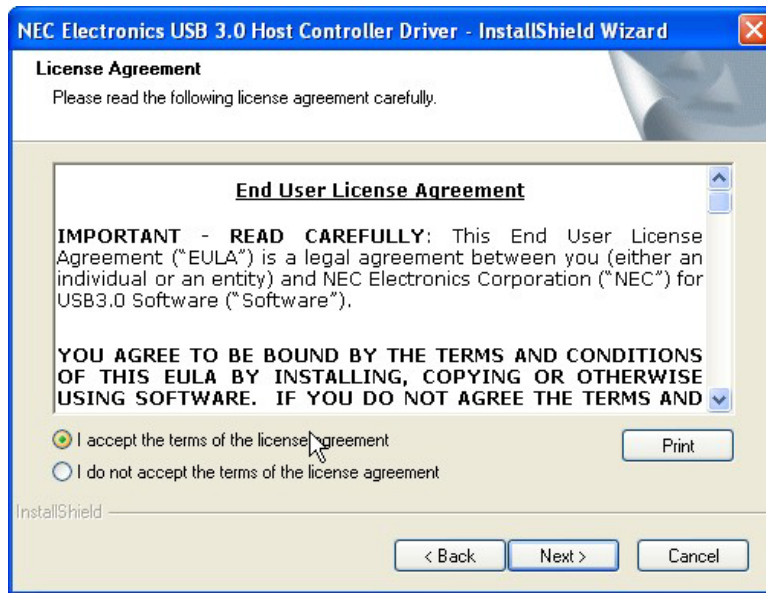 NEC Electronics USB 3.0 Host Controller Driver - InstallShield Wizard
License Agreement
Please read the following license agreement carefully.
End User License Agreement
IMPORTANT - READ CAREFULLY: This End User License
Agreement (“EULA”) is a legal agreement between you (either an
individual or an entity) and NEC Electronics Corporation (“NEC”) for
USB3.0 Software (“Software”).
YOU AGREE TO BE BOUND BY THE TERMS AND CONDITIONS
OF THIS EULA BY INSTALLING, COPYING OR OTHERWISE
USING SOFTWARE. IF YOU DO NOT AGREE THE TERMS AND
I accept the terms of the license agreement
Print
I do not accept the terms of the license agreement
InstallShield
< Back
Next >
Cancel